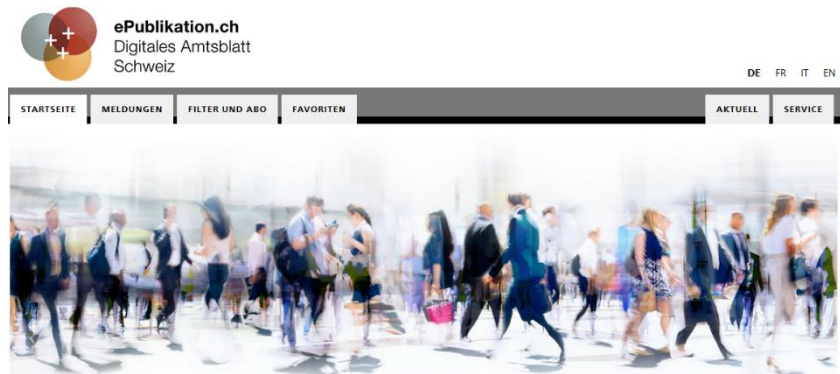 ePublikation.ch
Digitales Amtsblatt
Schweiz
DE FR IT EN
STARTSEITE MELDUNGEN FILTER UND ABO FAVORITEN AKTUELL SERVICE